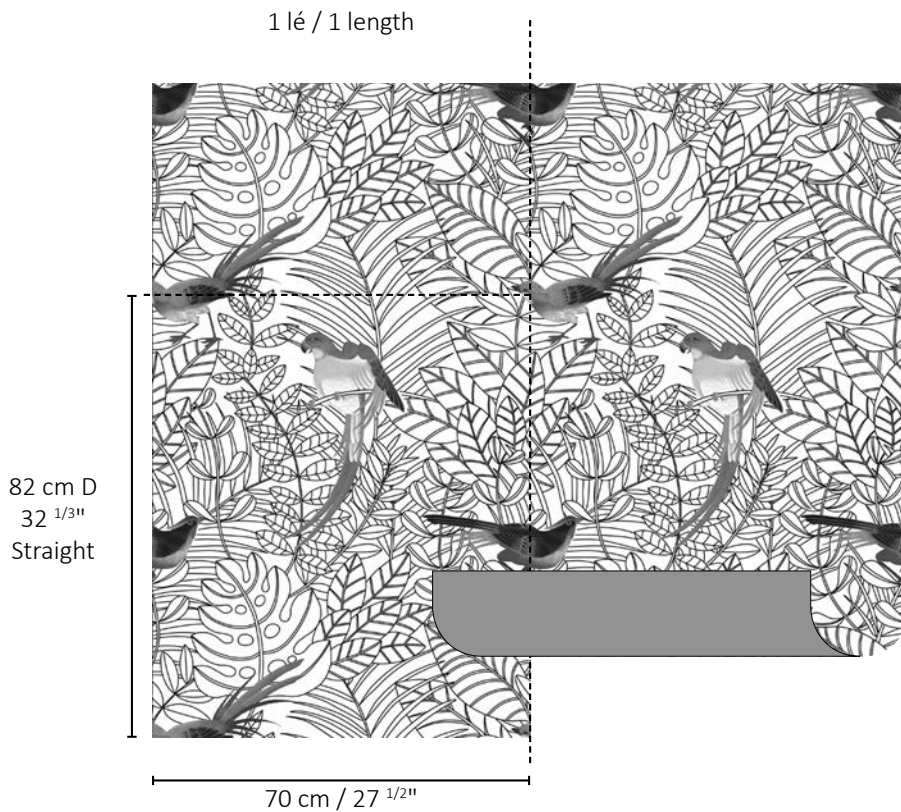 1 lé / 1 length
82 cm D
32 1/3"
Straight
70 cm / 27 1/2"